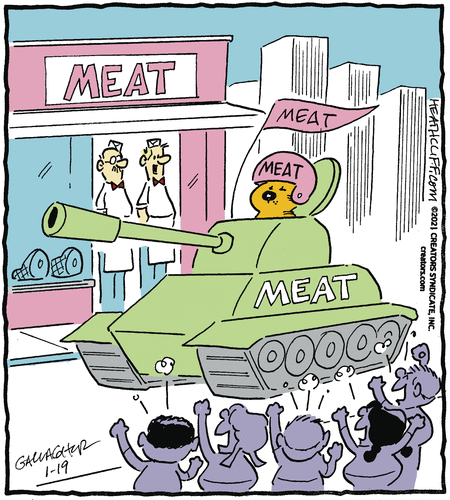 MEAT
MEAT
MEAT
MEAT
HEATHCLIFF.com
©2021 CREATORS SYNDICATE, INC.
creators.com
GALLAGHER
1-19